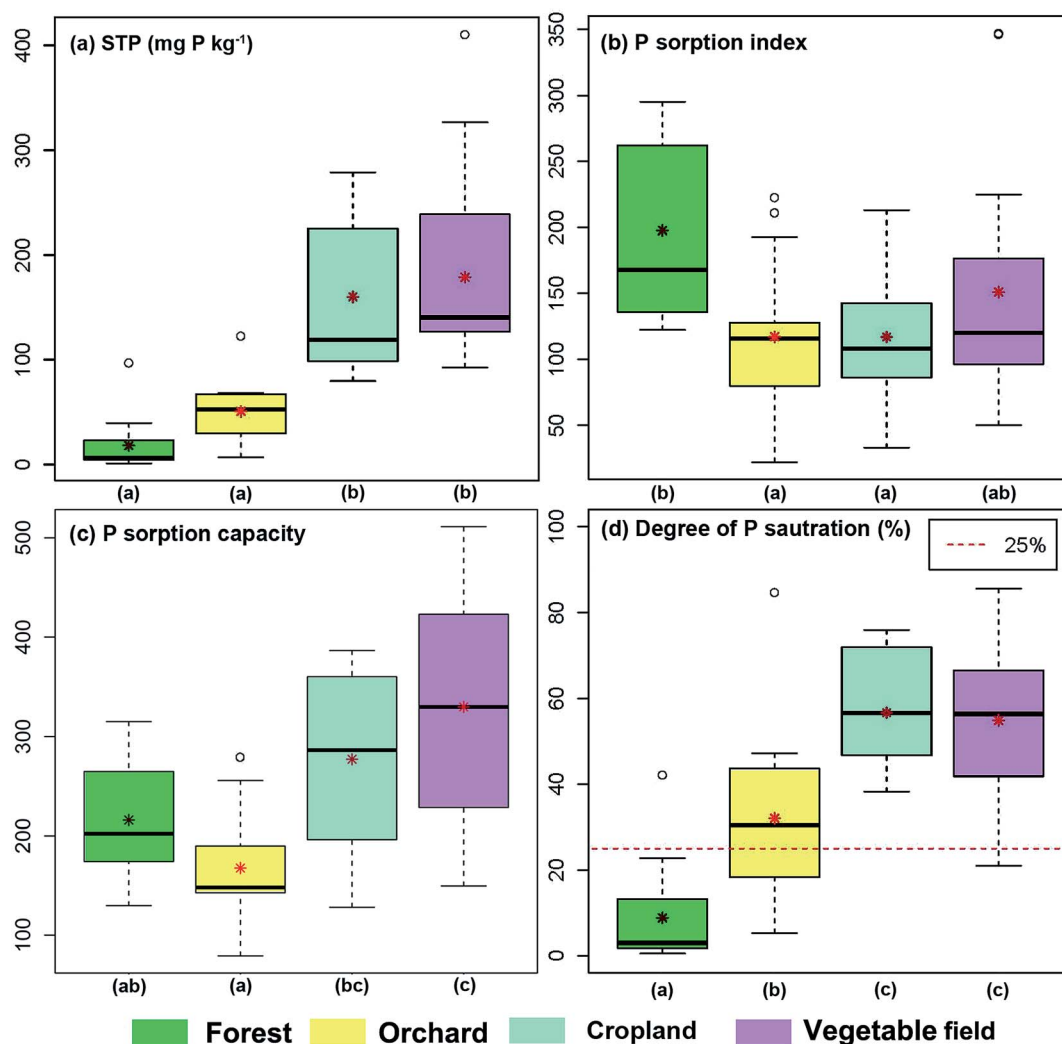 (a) STP (mg P kg⁻¹)
400
300
200
100
0
(a) (a) (b) (b)
(b) P sorption index
350
300
250
200
150
100
50
(b) (a) (a) (ab)
(c) P sorption capacity
500
400
300
200
100
(ab) (a) (bc) (c)
(d) Degree of P sautration (%)
25%
100
80
60
40
20
0
(a) (b) (c) (c)
Forest Orchard Cropland Vegetable field